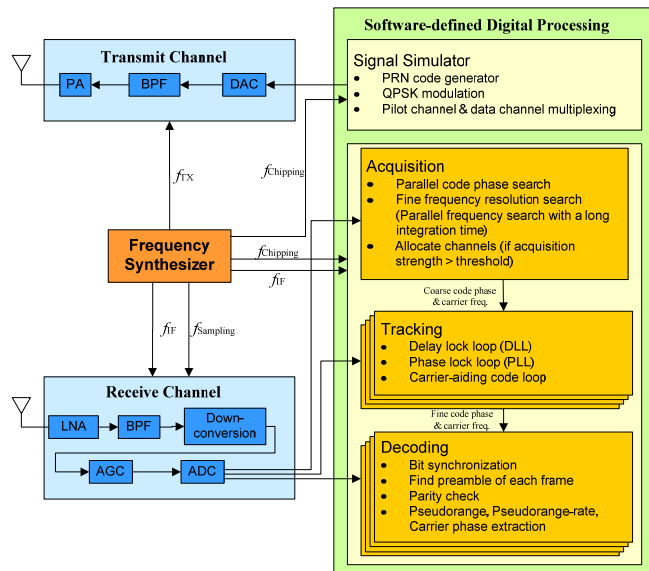 Software-defined Digital Processing
Transmit Channel
PA
BPF
DAC
Signal Simulator
• PRN code generator
• QPSK modulation
• Pilot channel & data channel multiplexing
fTX
fChipping
Frequency
Synthesizer
fChipping
fIF
fIF
fSampling
Acquisition
• Parallel code phase search
• Fine frequency resolution search
(Parallel frequency search with a long
integration time)
• Allocate channels (if acquisition
strength > threshold)
Coarse code phase
& carrier freq.
Tracking
• Delay lock loop (DLL)
• Phase lock loop (PLL)
• Carrier-aiding code loop
Fine code phase
& carrier freq.
Receive Channel
LNA
BPF
Down-
conversion
AGC
ADC
Decoding
• Bit synchronization
• Find preamble of each frame
• Parity check
• Pseudorange, Pseudorange-rate,
Carrier phase extraction